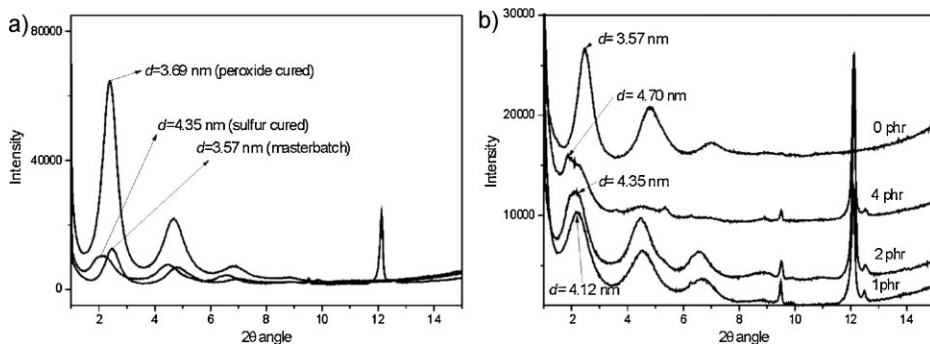 a)
80000
40000
0
Intensity
d=3.69 nm (peroxide cured)
d=4.35 nm (sulfur cured)
d=3.57 nm (masterbatch)
2 4 6 8 10 12 14
2θ angle
b)
30000
20000
10000
Intensity
d= 3.57 nm
d= 4.70 nm
d= 4.35 nm
d= 4.12 nm
0 phr
4 phr
2 phr
1phr
2 4 6 8 10 12 14
2θ angle